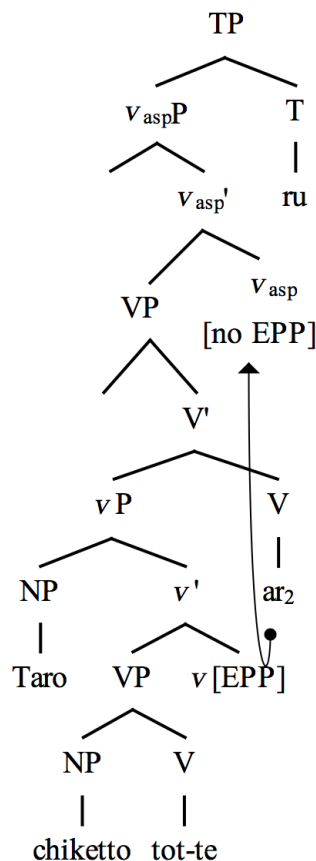 TP
vaspP T
vasp' ru
VP vasp
[no EPP]
V'
vP V
NP v' ar2
Taro VP v[EPP]
NP V
chiketto tot-te